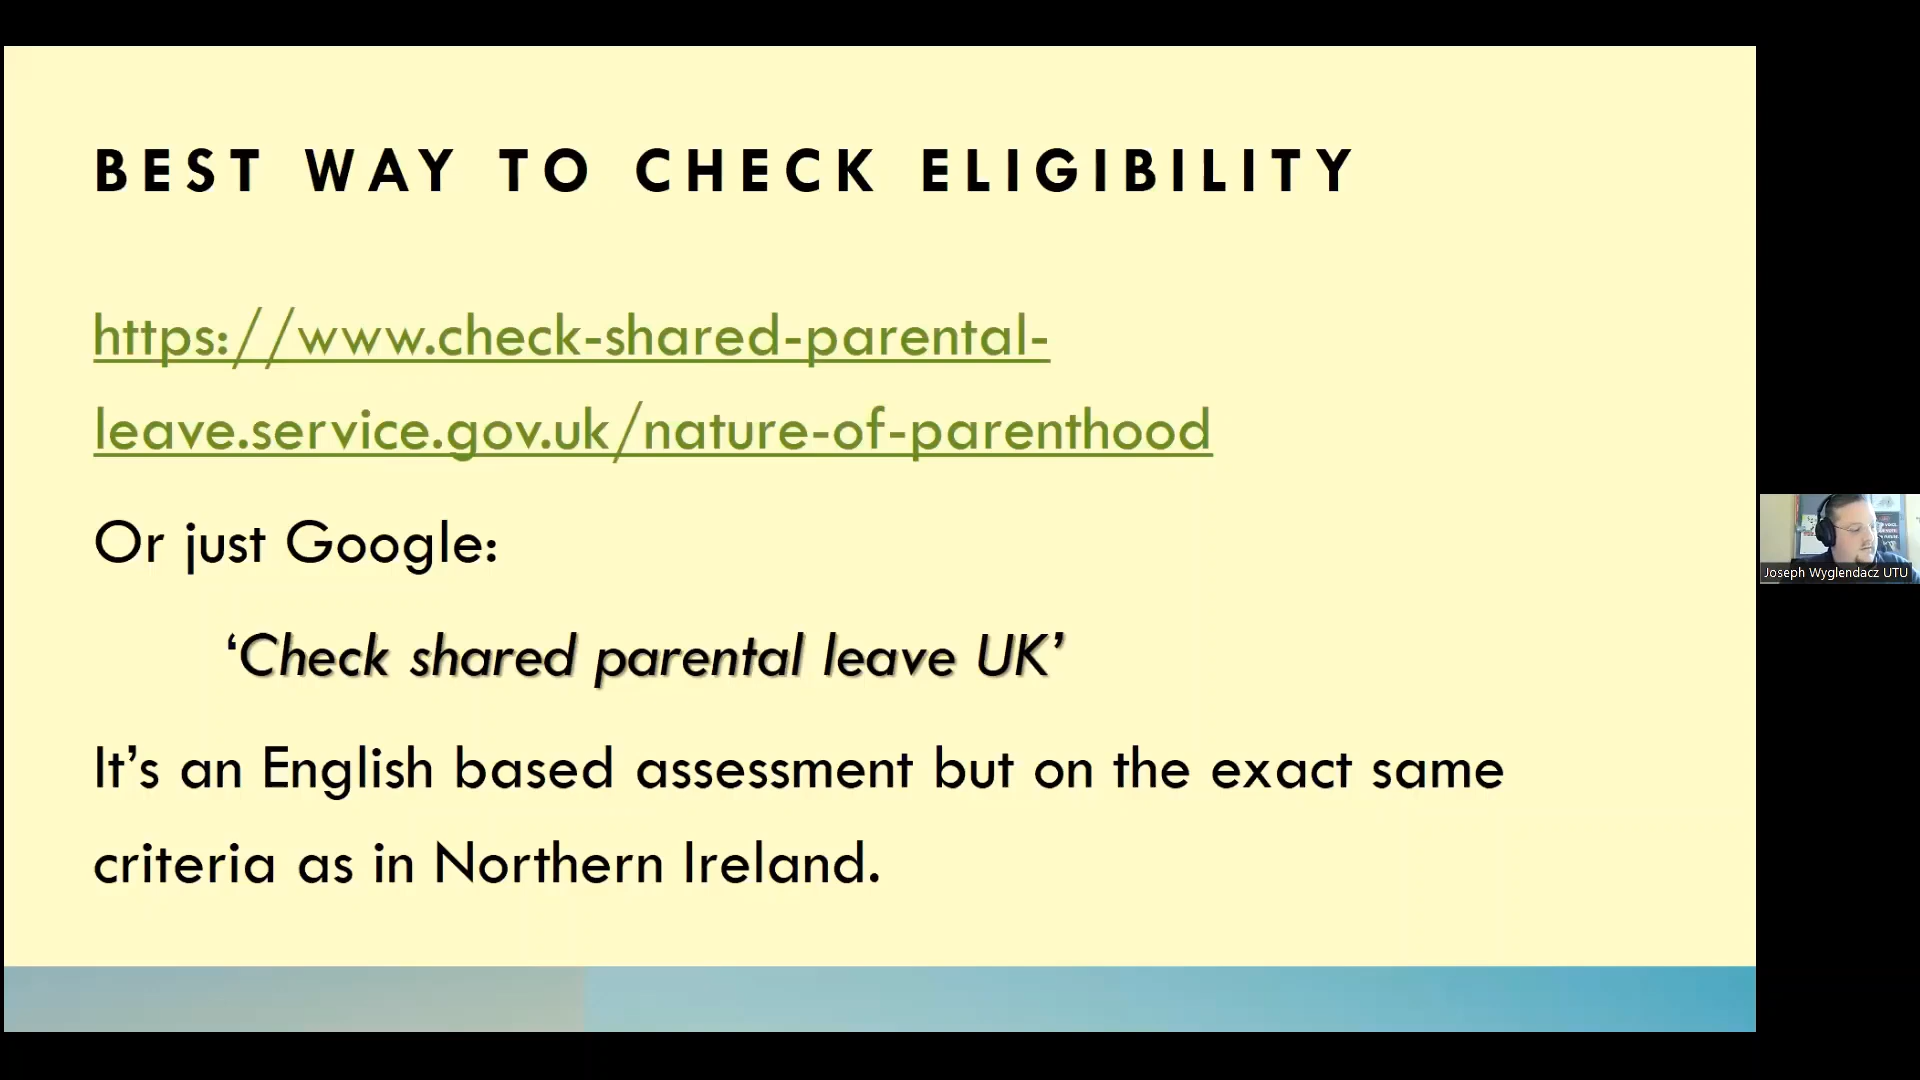 BEST WAY TO CHECK ELIGIBILITY
https://www.check-shared-parental-
leave.service.gov.uk/nature-of-parenthood
Or just Google:
‘Check shared parental leave UK’
It’s an English based assessment but on the exact same
criteria as in Northern Ireland.
Joseph Wyglendacz UTU